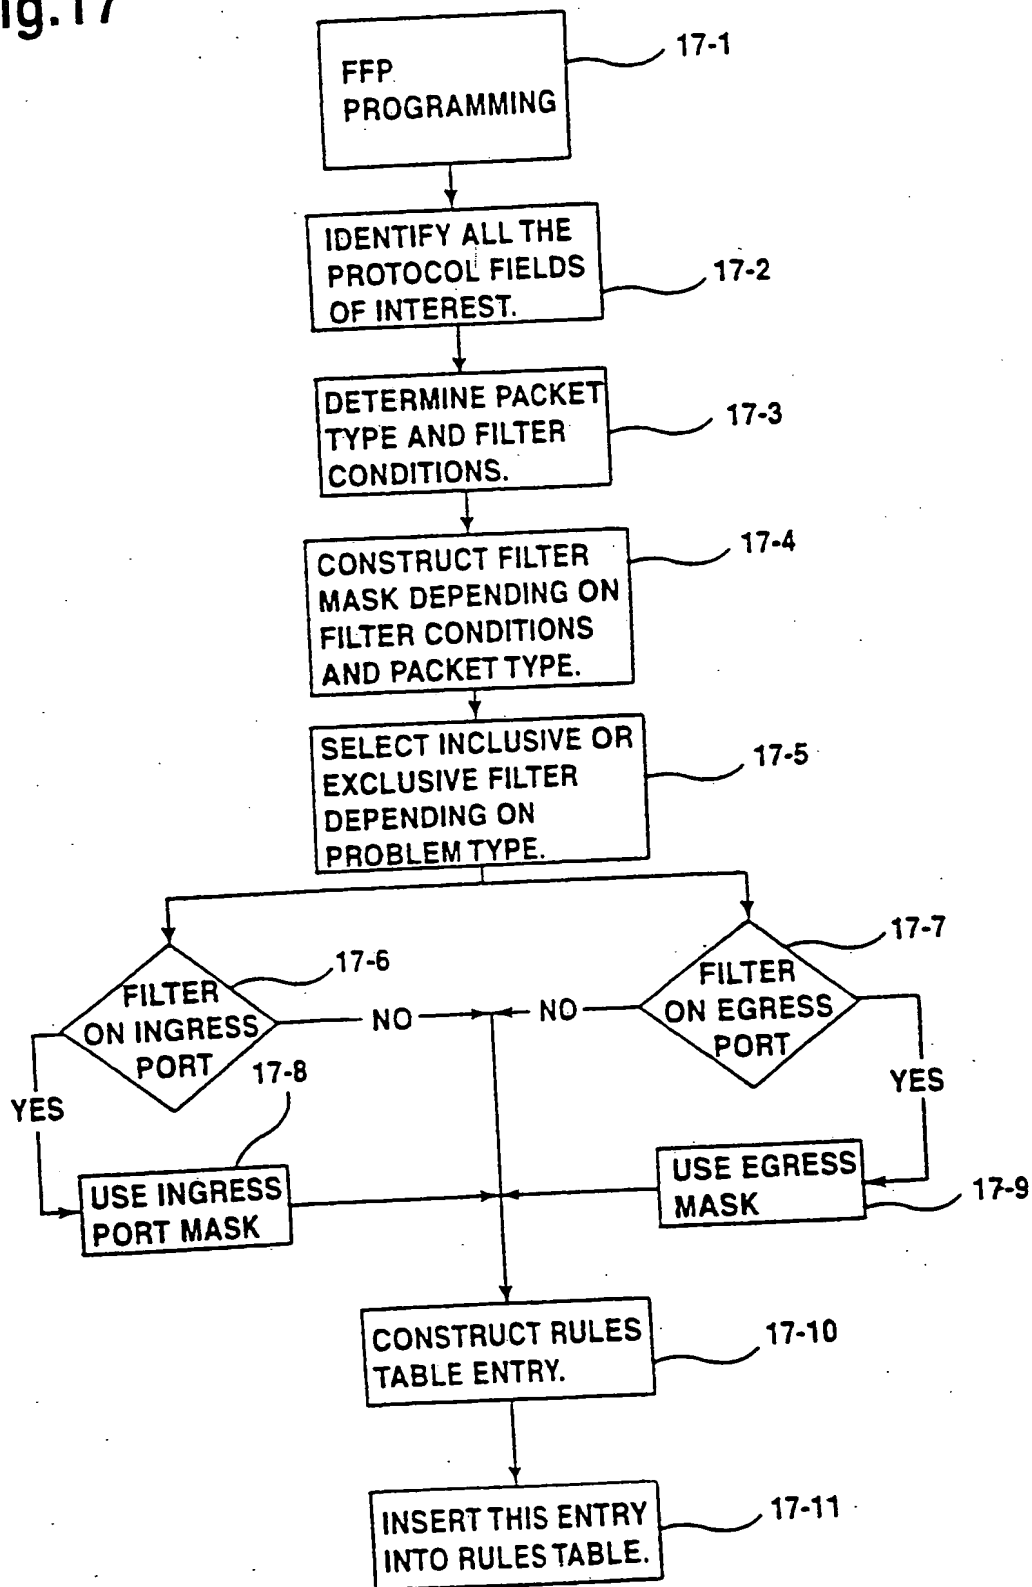 Fig.17
FFP
PROGRAMMING
17-1
IDENTIFY ALL THE
PROTOCOL FIELDS
OF INTEREST.
17-2
DETERMINE PACKET
TYPE AND FILTER
CONDITIONS.
17-3
CONSTRUCT FILTER
MASK DEPENDING ON
FILTER CONDITIONS
AND PACKET TYPE.
17-4
SELECT INCLUSIVE OR
EXCLUSIVE FILTER
DEPENDING ON
PROBLEM TYPE.
17-5
FILTER
ON INGRESS
PORT
17-6
NO
YES
FILTER
ON EGRESS
PORT
17-7
NO
YES
USE INGRESS
PORT MASK
17-8
USE EGRESS
MASK
17-9
CONSTRUCT RULES
TABLE ENTRY.
17-10
INSERT THIS ENTRY
INTO RULES TABLE.
17-11